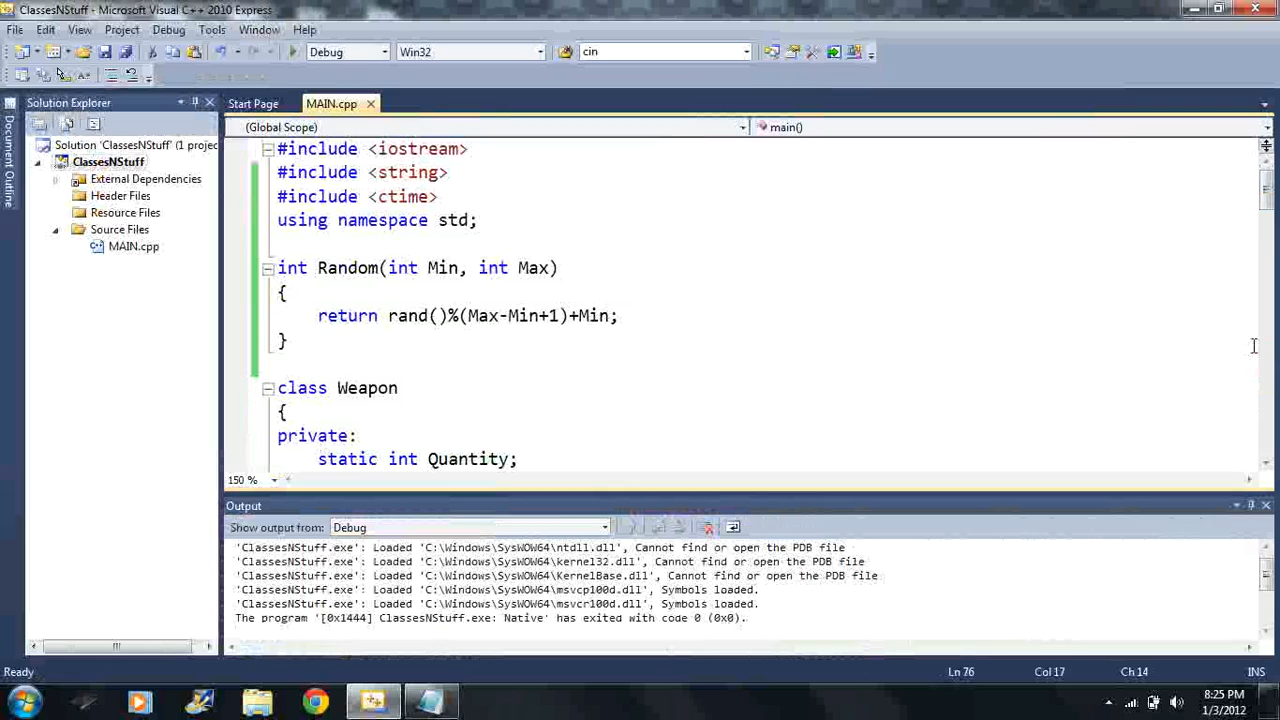 ClassesNStuff - Microsoft Visual C++ 2010 Express
File Edit View Project Debug Tools Window Help
Debug Win32 cin
Solution Explorer
Start Page MAIN.cpp
Document Outline
(Global Scope) main()
Solution 'ClassesNStuff' (1 projec
ClassesNStuff
External Dependencies
Header Files
Resource Files
Source Files
MAIN.cpp
#include <iostream>
#include <string>
#include <ctime>
using namespace std;
int Random(int Min, int Max)
{
return rand()%(Max-Min+1)+Min;
}
class Weapon
{
private:
static int Quantity;
150 %
Output
Show output from: Debug
'ClassesNStuff.exe': Loaded 'C:\Windows\SysWOW64\ntdll.dll', Cannot find or open the PDB file
'ClassesNStuff.exe': Loaded 'C:\Windows\SysWOW64\kernel32.dll', Cannot find or open the PDB file
'ClassesNStuff.exe': Loaded 'C:\Windows\SysWOW64\KernelBase.dll', Cannot find or open the PDB file
'ClassesNStuff.exe': Loaded 'C:\Windows\SysWOW64\msvcp100d.dll', Symbols loaded.
'ClassesNStuff.exe': Loaded 'C:\Windows\SysWOW64\msvcr100d.dll', Symbols loaded.
The program '[0x1444] ClassesNStuff.exe: Native' has exited with code 0 (0x0).
Ready Ln 76 Col 17 Ch 14 INS
8:25 PM
1/3/2012